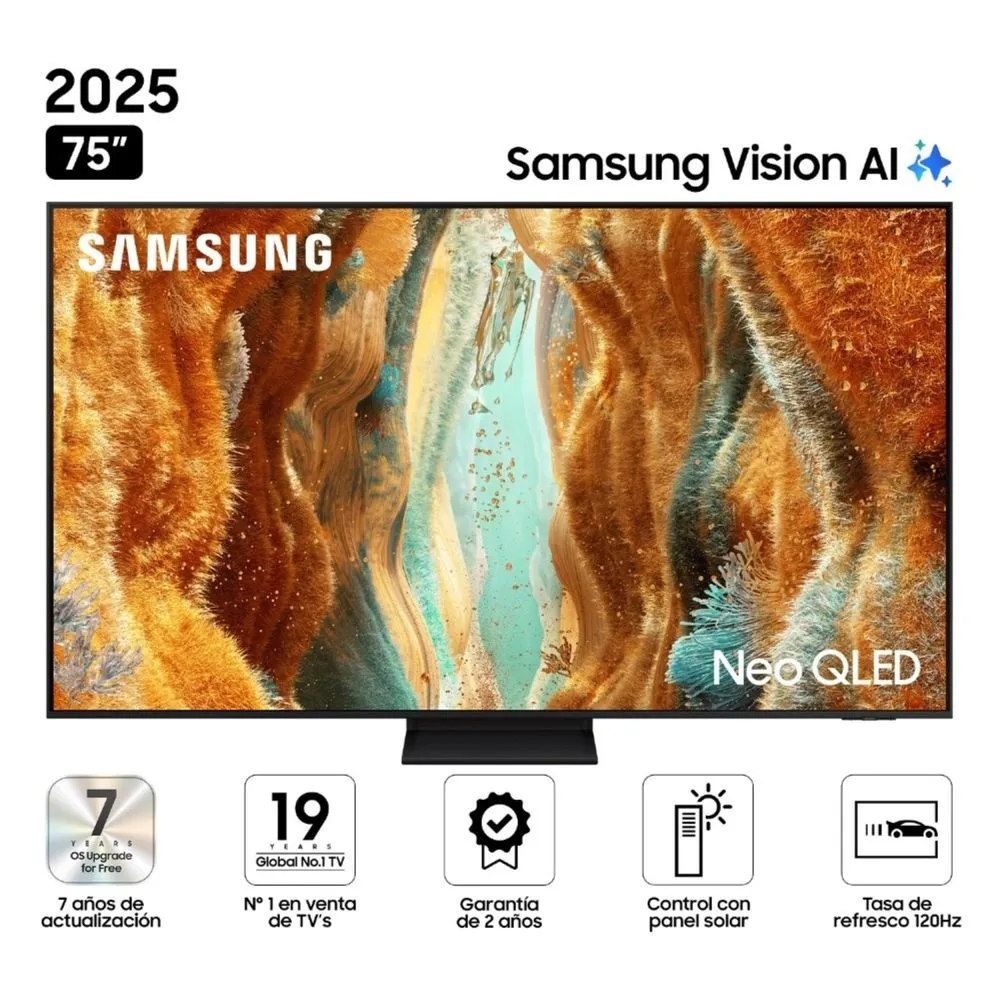 2025
75”
Samsung Vision AI
SAMSUNG
Neo QLED
7
YEARS
OS Upgrade
for Free
7 años de
actualización
19
YEARS
Global No.1 TV
N° 1 en venta
de TV’s
Garantía
de 2 años
Control con
panel solar
Tasa de
refresco 120Hz